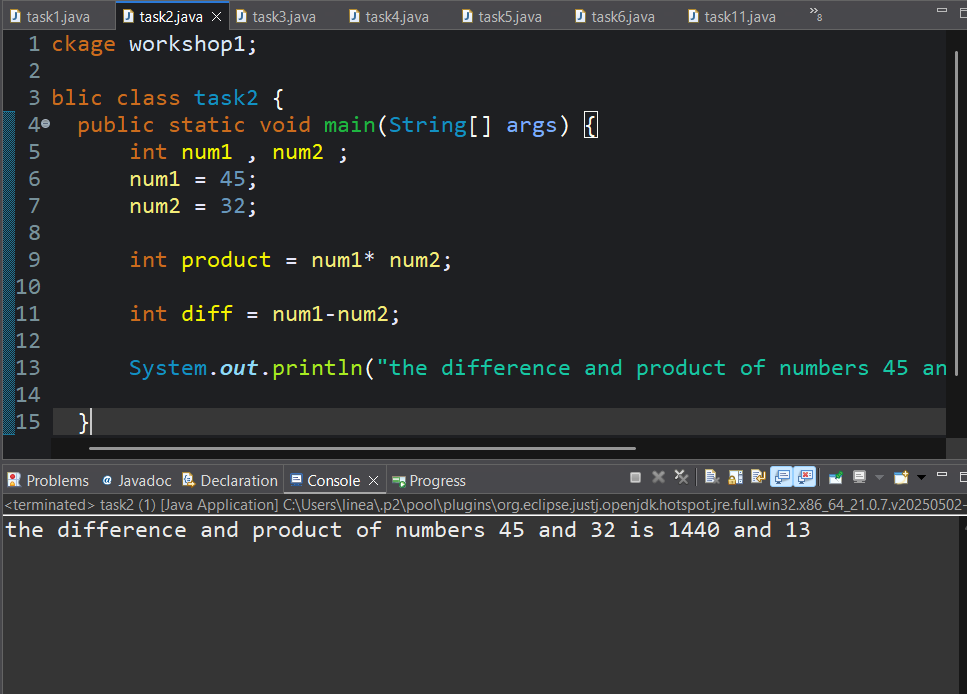 task1.java task2.java task3.java task4.java task5.java task6.java task11.java »8
1 ckage workshop1;
2
3 blic class task2 {
4 public static void main(String[] args) {
5 int num1 , num2 ;
6 num1 = 45;
7 num2 = 32;
8
9 int product = num1* num2;
10
11 int diff = num1-num2;
12
13 System.out.println("the difference and product of numbers 45 an
14
15 }
Problems @ Javadoc Declaration Console Progress
<terminated> task2 (1) [Java Application] C:\Users\linea\.p2\pool\plugins\org.eclipse.justj.openjdk.hotspot.jre.full.win32.x86_64_21.0.7.v20250502-
the difference and product of numbers 45 and 32 is 1440 and 13